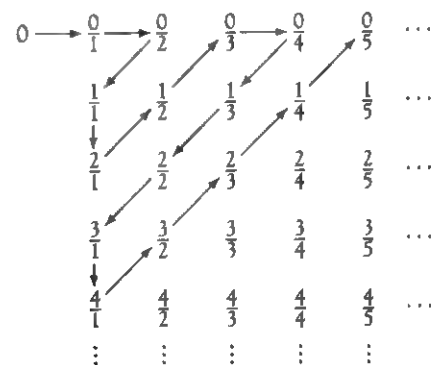 0 → 0/1 → 0/2 0/3 → 0/4 0/5 ⋯
1/1 1/2 1/3 1/4 1/5 ⋯
2/1 2/2 2/3 2/4 2/5 ⋯
3/1 3/2 3/3 3/4 3/5 ⋯
4/1 4/2 4/3 4/4 4/5 ⋯
⋮ ⋮ ⋮ ⋮ ⋮